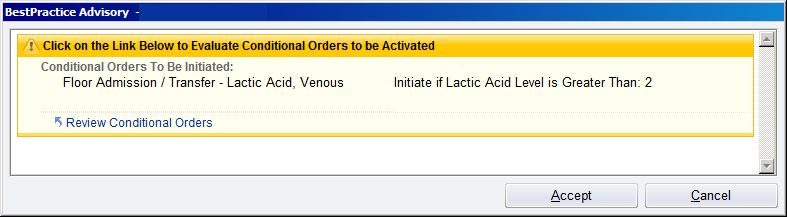 BestPractice Advisory -
Click on the Link Below to Evaluate Conditional Orders to be Activated
Conditional Orders To Be Initiated:
Floor Admission / Transfer - Lactic Acid, Venous Initiate if Lactic Acid Level is Greater Than: 2
Review Conditional Orders
Accept Cancel